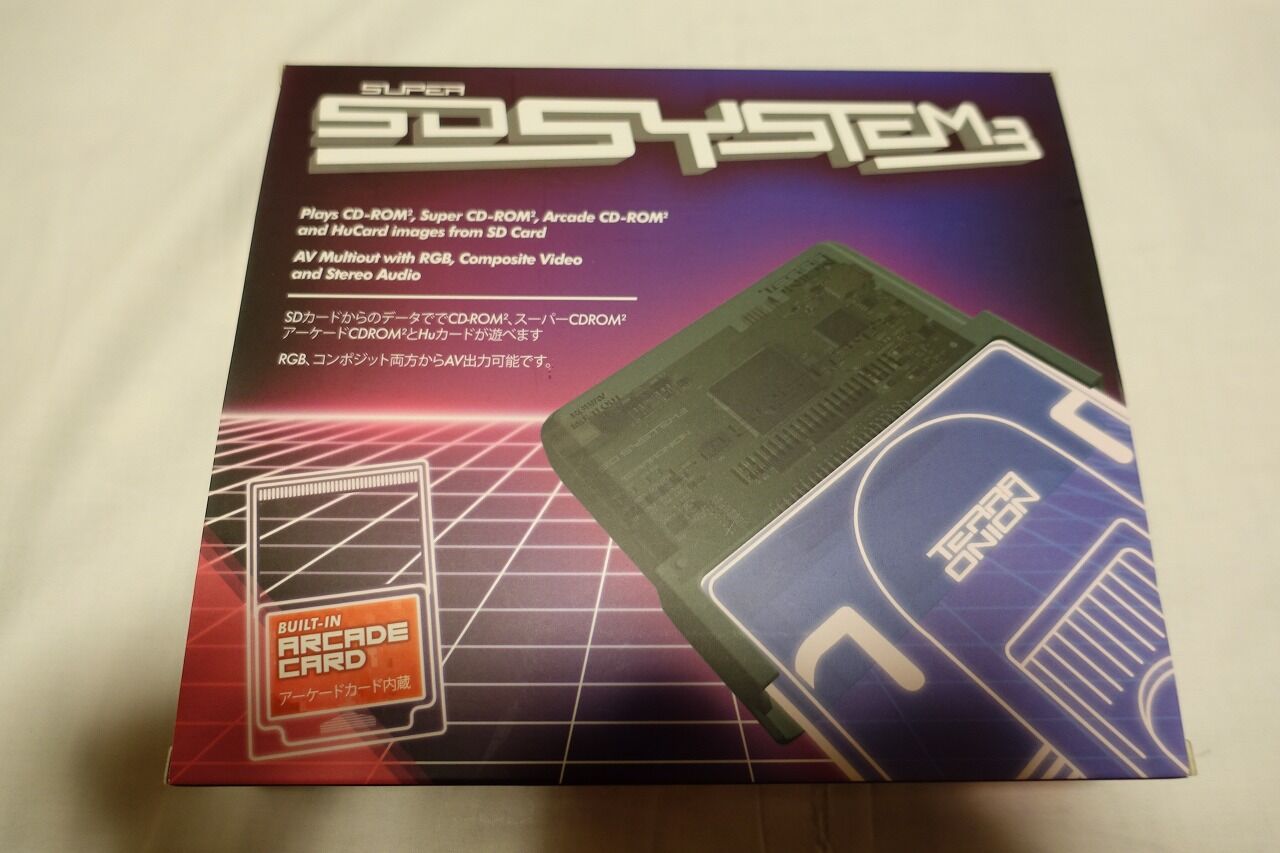 SUPER
SDSYSTEM3
Plays CD-ROM², Super CD-ROM², Arcade CD-ROM²
and HuCard images from SD Card
AV Multiout with RGB, Composite Video
and Stereo Audio
SDカードからのデータででCD-ROM²、スーパーCDROM²
アーケードCDROM²とHuカードが遊べます
RGB、コンポジット両方からAV出力可能です。
TERRA
ONION
BUILT-IN
ARCADE
CARD
アーケードカード内蔵